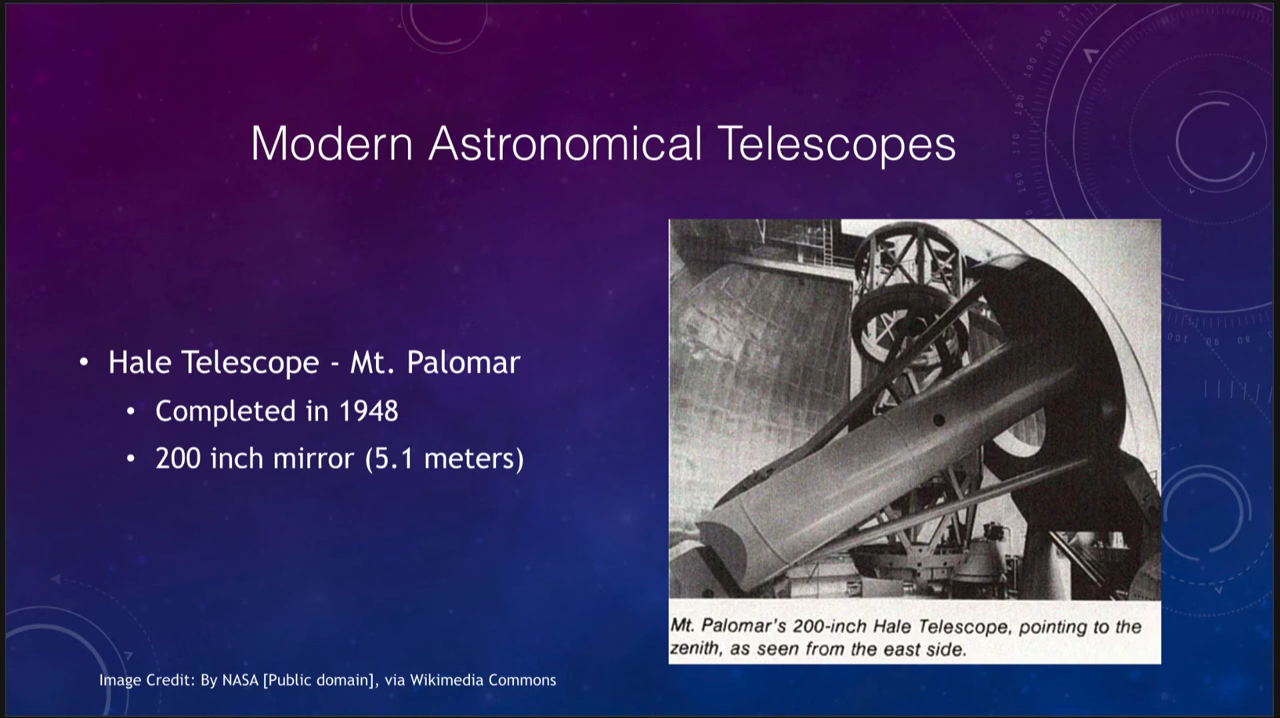 Modern Astronomical Telescopes
• Hale Telescope - Mt. Palomar
• Completed in 1948
• 200 inch mirror (5.1 meters)
Mt. Palomar's 200-inch Hale Telescope, pointing to the
zenith, as seen from the east side.
Image Credit: By NASA [Public domain], via Wikimedia Commons